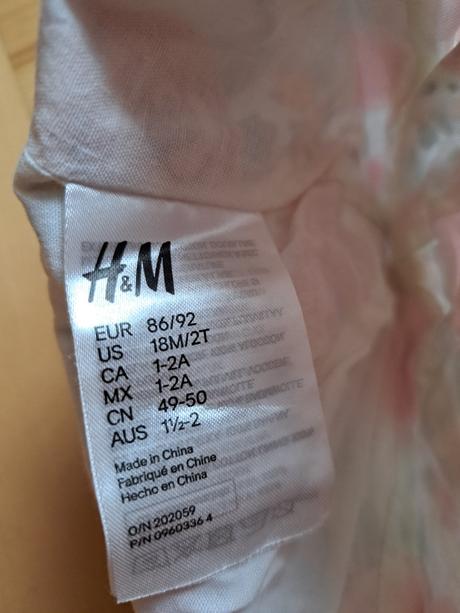 H&M
EUR 86/92
US 18M/2T
CA 1-2A
MX 1-2A
CN 49-50
AUS 1½-2
Made in China
Fabriqué en Chine
Hecho en China
O/N 202059
P/N 0960336 4